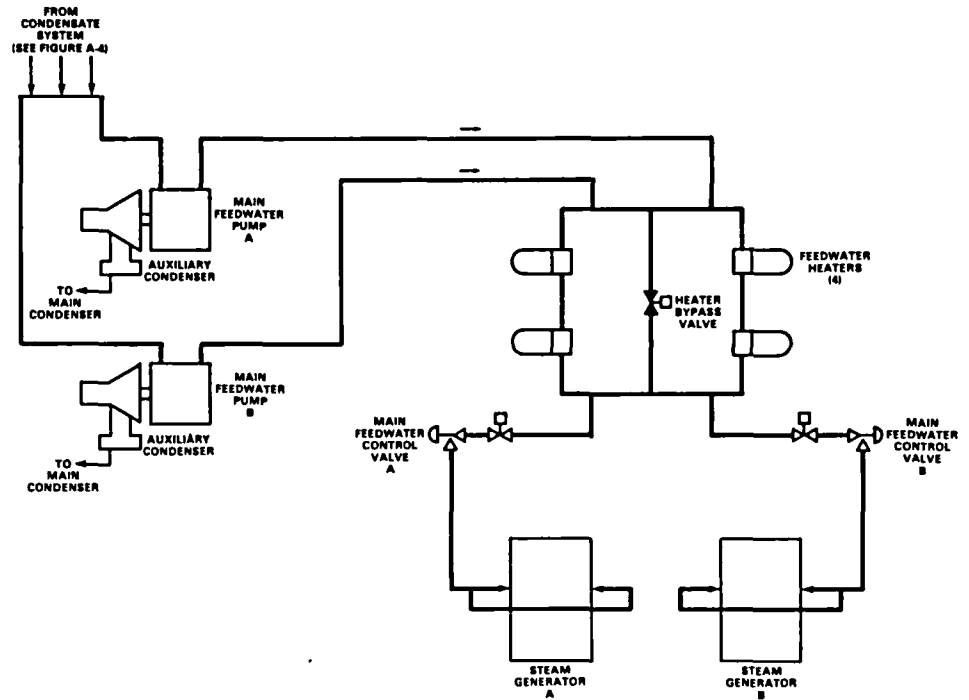 FROM
CONDENSATE
SYSTEM
(SEE FIGURE A-4)
MAIN
FEEDWATER
PUMP
A
AUXILIARY
CONDENSER
TO
MAIN
CONDENSER
FEEDWATER
HEATERS
(4)
HEATER
BYPASS
VALVE
MAIN
FEEDWATER
PUMP
B
AUXILIARY
CONDENSER
TO
MAIN
CONDENSER
MAIN
FEEDWATER
CONTROL
VALVE
A
MAIN
FEEDWATER
CONTROL
VALVE
B
STEAM
GENERATOR
A
STEAM
GENERATOR
B